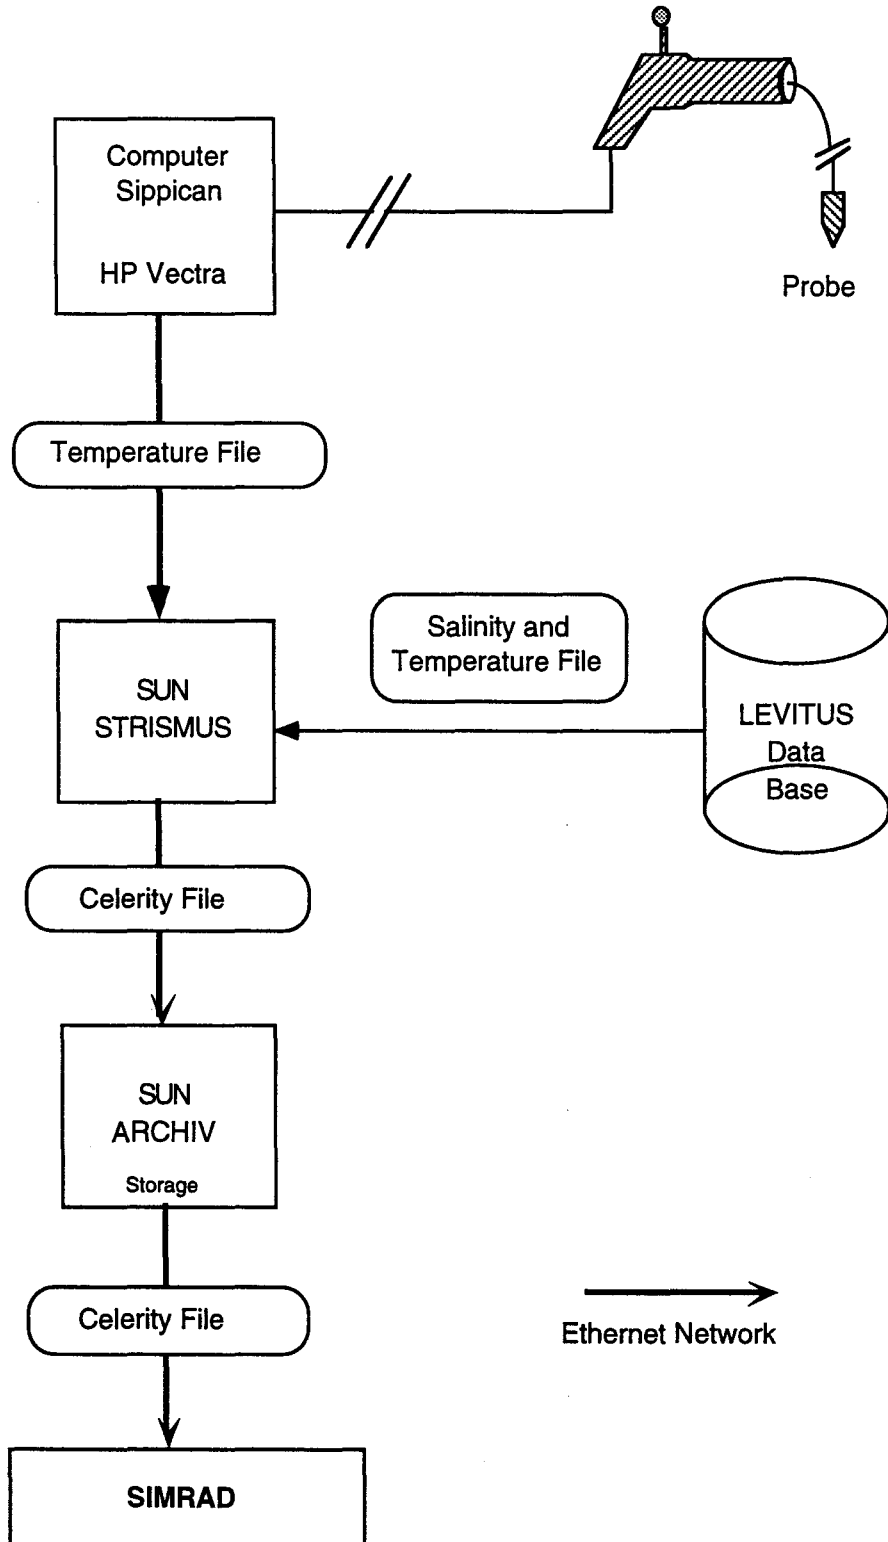 Computer
Sippican
HP Vectra
Probe
Temperature File
Salinity and
Temperature File
SUN
STRISMUS
LEVITUS
Data
Base
Celerity File
SUN
ARCHIV
Storage
Celerity File
Ethernet Network
SIMRAD